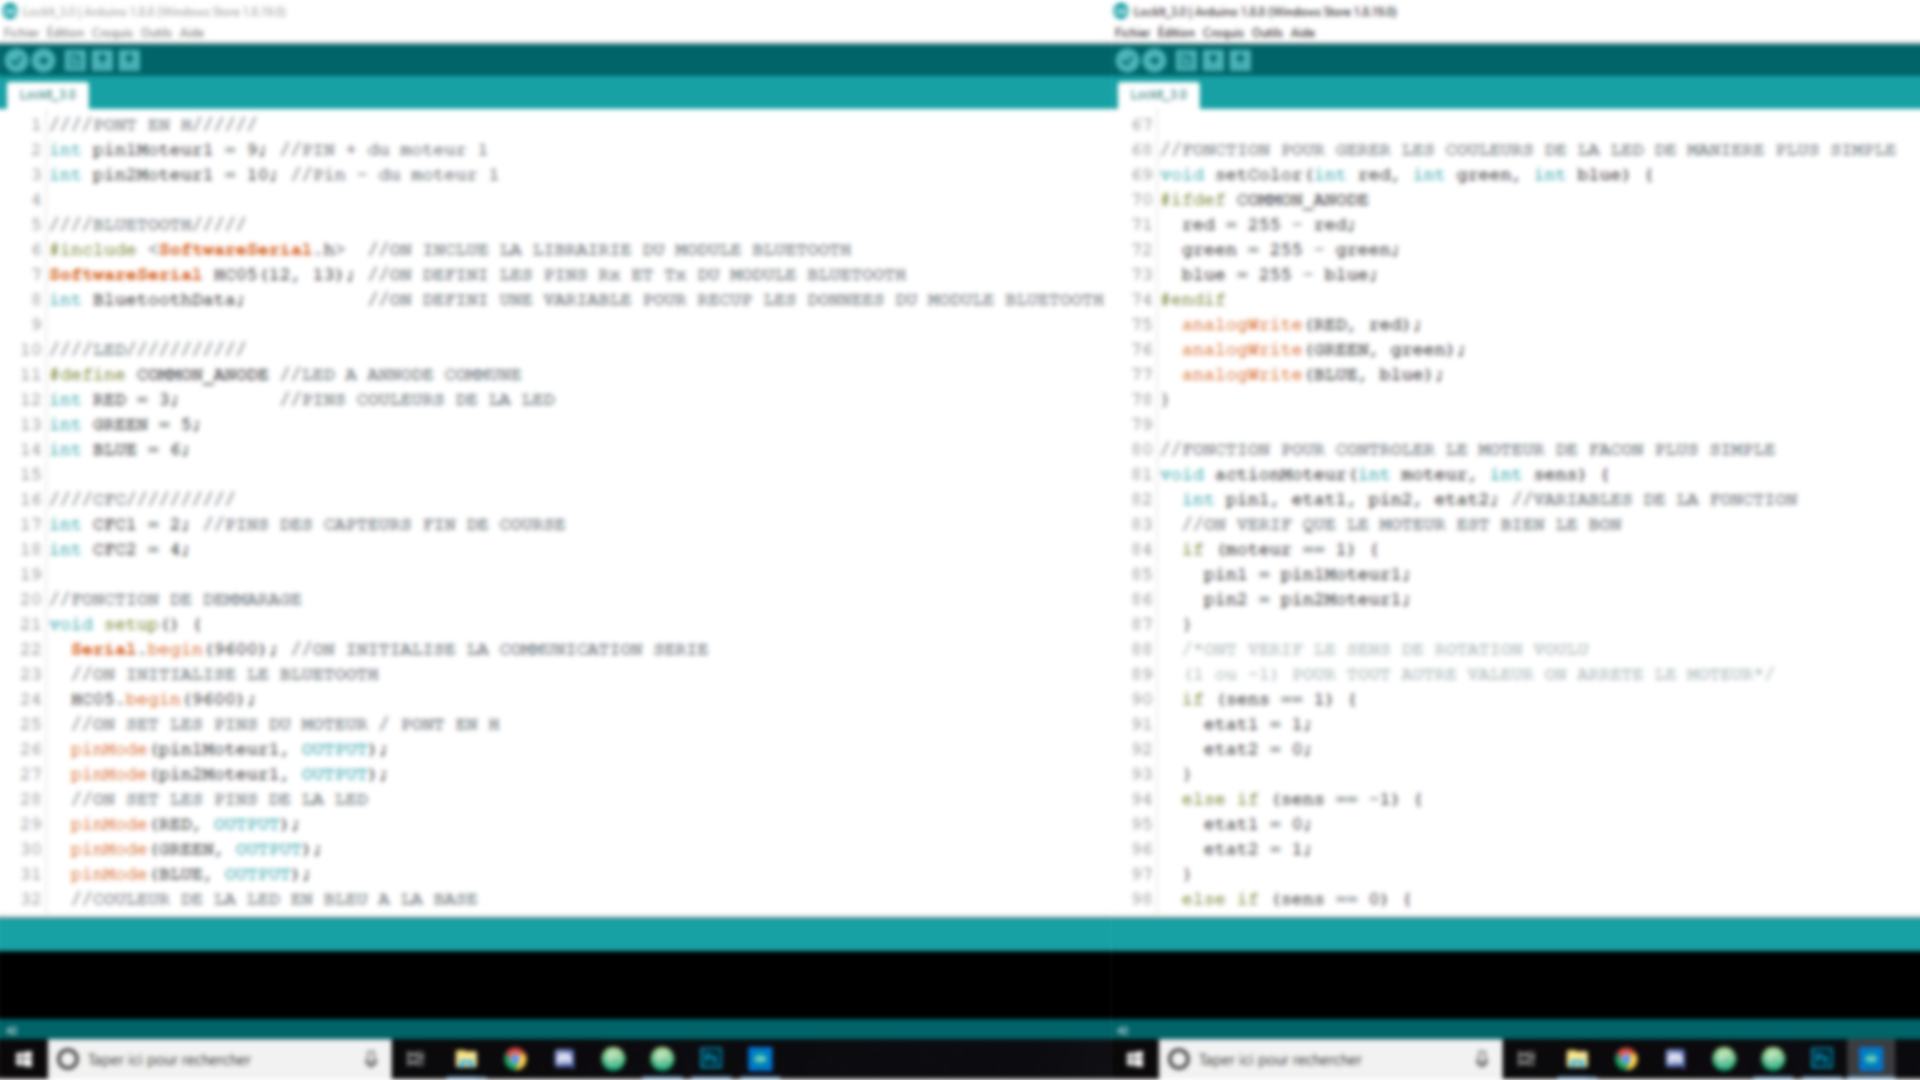 LockIt_3.0 | Arduino 1.8.8 (Windows Store 1.8.19.0)
Fichier Édition Croquis Outils Aide
LockIt_3.0
1 ////PONT EN H//////
2 int pin1Moteur1 = 9; //PIN + du moteur 1
3 int pin2Moteur1 = 10; //Pin - du moteur 1
4
5 ////BLUETOOTH/////
6 #include <SoftwareSerial.h>  //ON INCLUE LA LIBRAIRIE DU MODULE BLUETOOTH
7 SoftwareSerial HC05(12, 13); //ON DEFINI LES PINS Rx ET Tx DU MODULE BLUETOOTH
8 int BluetoothData;           //ON DEFINI UNE VARIABLE POUR RECUP LES DONNEES DU MODULE BLUETOOTH
9
10 ////LED///////////
11 #define COMMON_ANODE //LED A ANNODE COMMUNE
12 int RED = 3;         //PINS COULEURS DE LA LED
13 int GREEN = 5;
14 int BLUE = 6;
15
16 ////CFC//////////
17 int CFC1 = 2; //PINS DES CAPTEURS FIN DE COURSE
18 int CFC2 = 4;
19
20 //FONCTION DE DEMMARAGE
21 void setup() {
22   Serial.begin(9600); //ON INITIALISE LA COMMUNICATION SERIE
23   //ON INITIALISE LE BLUETOOTH
24   HC05.begin(9600);
25   //ON SET LES PINS DU MOTEUR / PONT EN H
26   pinMode(pin1Moteur1, OUTPUT);
27   pinMode(pin2Moteur1, OUTPUT);
28   //ON SET LES PINS DE LA LED
29   pinMode(RED, OUTPUT);
30   pinMode(GREEN, OUTPUT);
31   pinMode(BLUE, OUTPUT);
32   //COULEUR DE LA LED EN BLEU A LA BASE
Taper ici pour rechercher
LockIt_3.0 | Arduino 1.8.8 (Windows Store 1.8.19.0)
Fichier Édition Croquis Outils Aide
LockIt_3.0
67
68 //FONCTION POUR GERER LES COULEURS DE LA LED DE MANIERE PLUS SIMPLE
69 void setColor(int red, int green, int blue) {
70 #ifdef COMMON_ANODE
71   red = 255 - red;
72   green = 255 - green;
73   blue = 255 - blue;
74 #endif
75   analogWrite(RED, red);
76   analogWrite(GREEN, green);
77   analogWrite(BLUE, blue);
78 }
79
80 //FONCTION POUR CONTROLER LE MOTEUR DE FACON PLUS SIMPLE
81 void actionMoteur(int moteur, int sens) {
82   int pin1, etat1, pin2, etat2; //VARIABLES DE LA FONCTION
83   //ON VERIF QUE LE MOTEUR EST BIEN LE BON
84   if (moteur == 1) {
85     pin1 = pin1Moteur1;
86     pin2 = pin2Moteur1;
87   }
88   /*ONT VERIF LE SENS DE ROTATION VOULU
89   (1 ou -1) POUR TOUT AUTRE VALEUR ON ARRETE LE MOTEUR*/
90   if (sens == 1) {
91     etat1 = 1;
92     etat2 = 0;
93   }
94   else if (sens == -1) {
95     etat1 = 0;
96     etat2 = 1;
97   }
98   else if (sens == 0) {
Taper ici pour rechercher